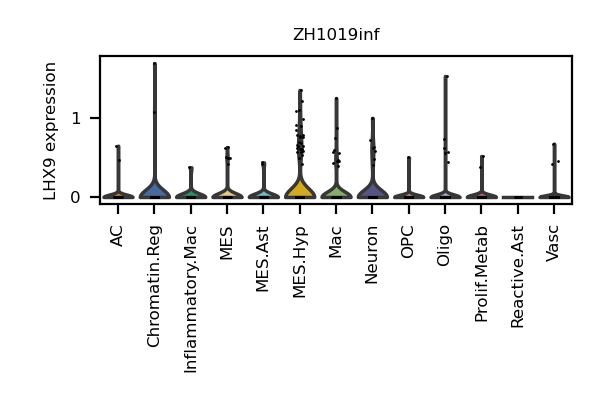 ZH1019inf
LHX9 expression
1
0
AC
Chromatin.Reg
Inflammatory.Mac
MES
MES.Ast
MES.Hyp
Mac
Neuron
OPC
Oligo
Prolif.Metab
Reactive.Ast
Vasc